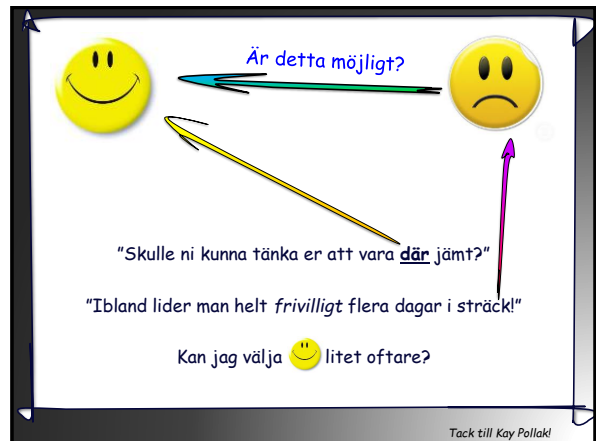 Är detta möjligt?
"Skulle ni kunna tänka er att vara där jämt?"
"Ibland lider man helt frivilligt flera dagar i sträck!"
Kan jag välja litet oftare?
Tack till Kay Pollak!